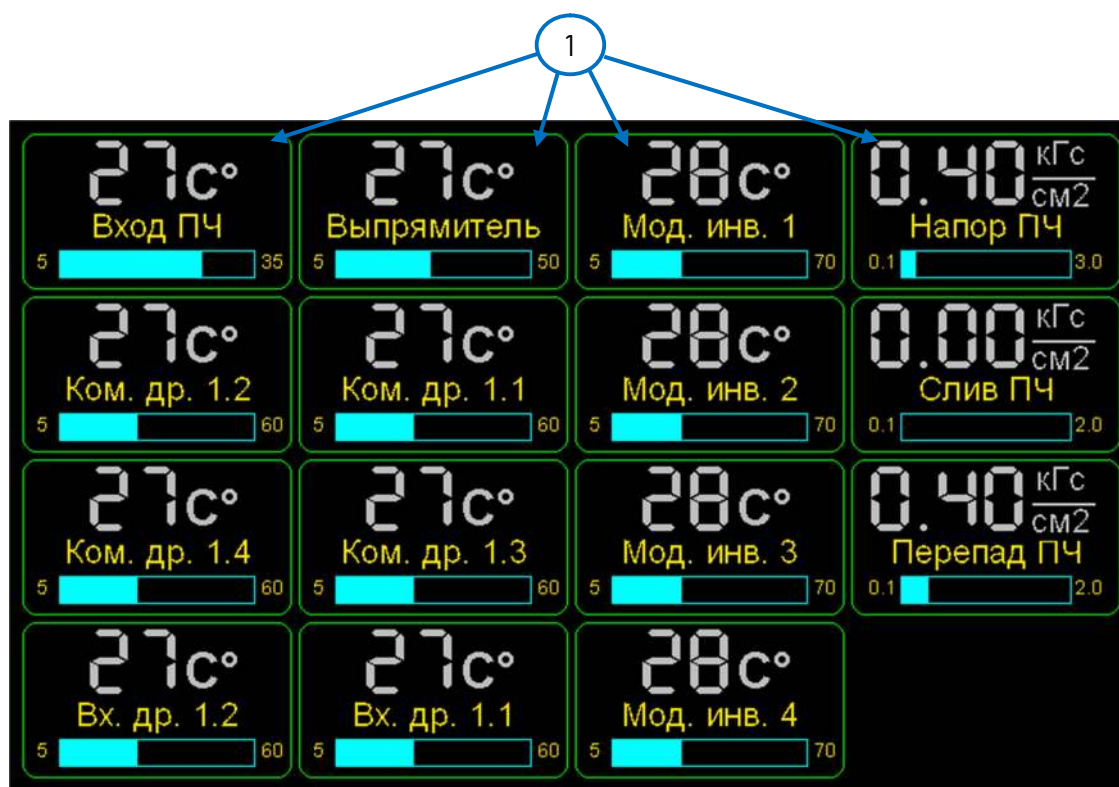 1
27C°
Вход ПЧ
5 35
27C°
Выпрямитель
5 50
28C°
Мод. инв. 1
5 70
0.40 кГс
см2
Напор ПЧ
0.1 3.0
27C°
Ком. др. 1.2
5 60
27C°
Ком. др. 1.1
5 60
28C°
Мод. инв. 2
5 70
0.00 кГс
см2
Слив ПЧ
0.1 2.0
27C°
Ком. др. 1.4
5 60
27C°
Ком. др. 1.3
5 60
28C°
Мод. инв. 3
5 70
0.40 кГс
см2
Перепад ПЧ
0.1 2.0
27C°
Вх. др. 1.2
5 60
27C°
Вх. др. 1.1
5 60
28C°
Мод. инв. 4
5 70